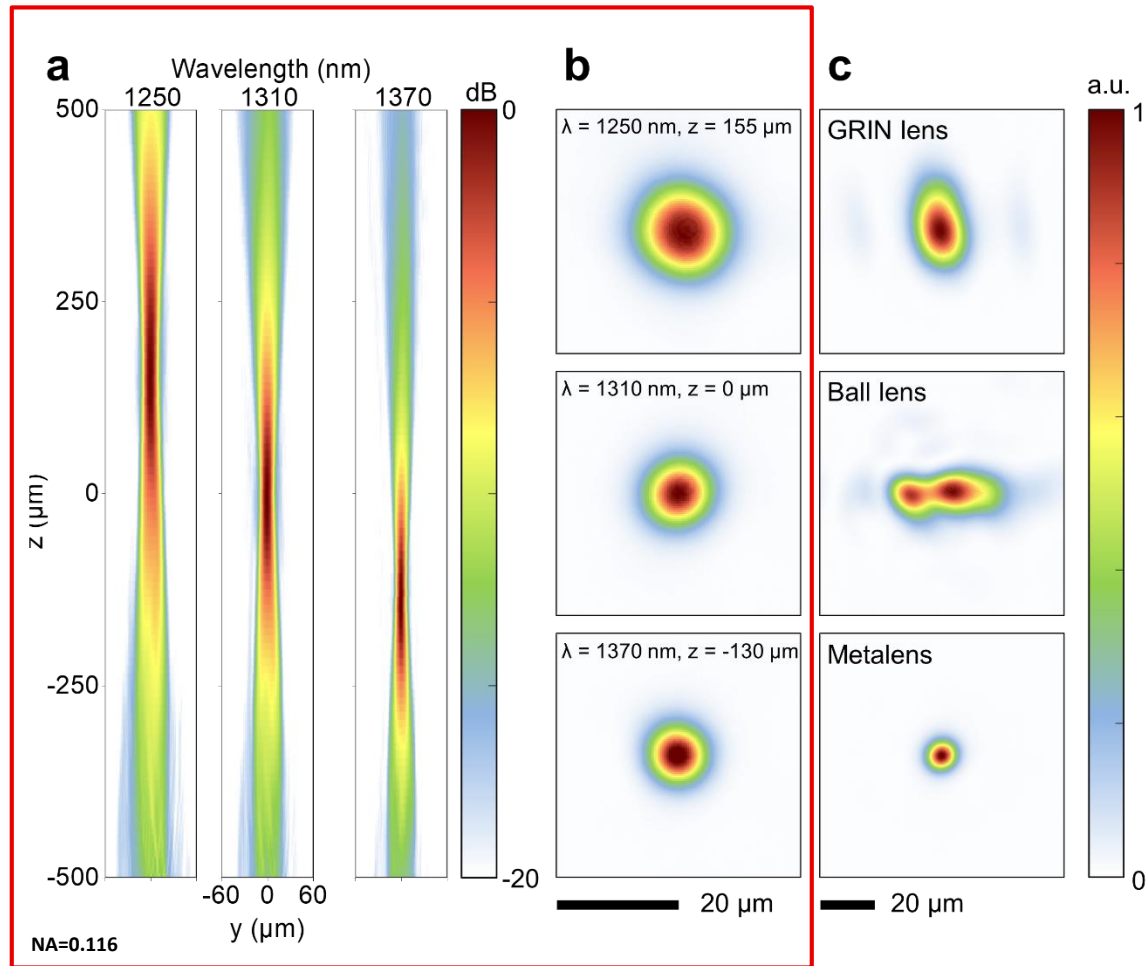 a
b
c
Wavelength (nm)
1250 1310 1370
dB
a.u.
500
250
0
-250
-500
z (µm)
-60 0 60
y (µm)
0
-20
NA=0.116
λ = 1250 nm, z = 155 µm
λ = 1310 nm, z = 0 µm
λ = 1370 nm, z = -130 µm
20 µm
GRIN lens
Ball lens
Metalens
20 µm
1
0